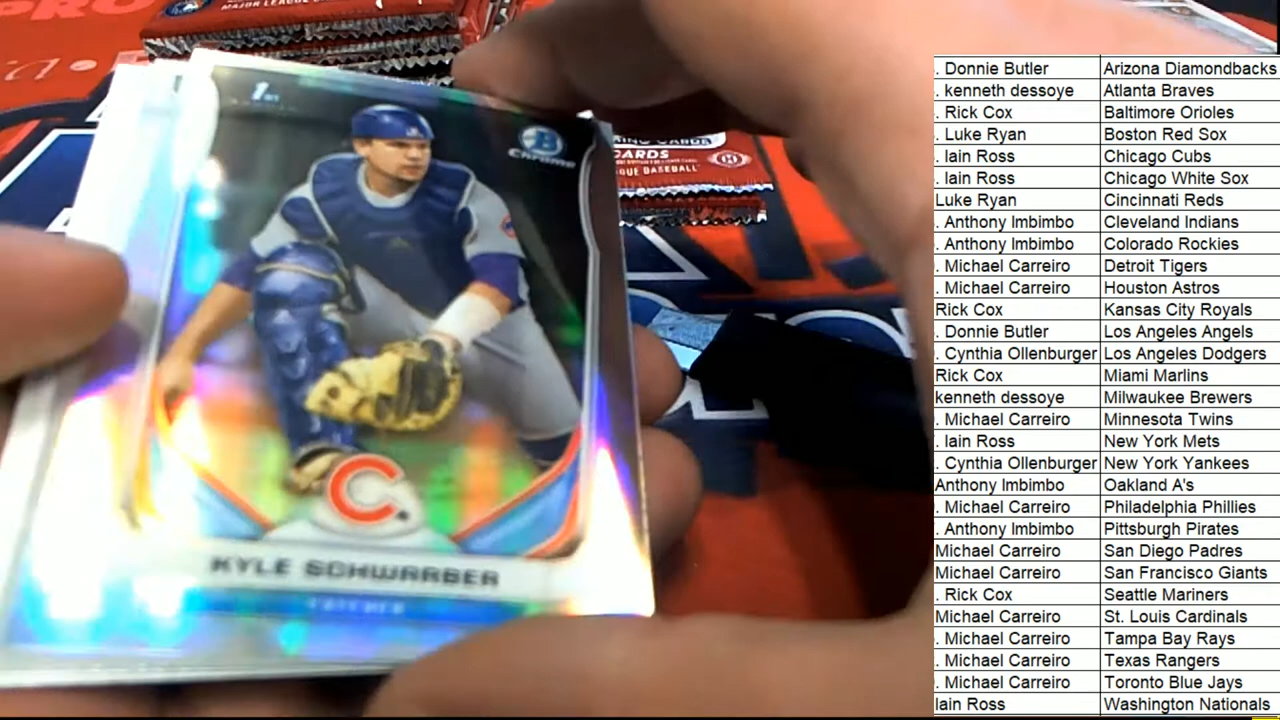 PRO
MAJOR LEAGUE
1ST
B
CHROME
CARDS
GUE BASEBALL
C
KYLE SCHWARBER
CATCHER
. Donnie Butler Arizona Diamondbacks
. kenneth dessoye Atlanta Braves
. Rick Cox Baltimore Orioles
. Luke Ryan Boston Red Sox
. Iain Ross Chicago Cubs
. Iain Ross Chicago White Sox
Luke Ryan Cincinnati Reds
. Anthony Imbimbo Cleveland Indians
. Anthony Imbimbo Colorado Rockies
. Michael Carreiro Detroit Tigers
. Michael Carreiro Houston Astros
Rick Cox Kansas City Royals
. Donnie Butler Los Angeles Angels
. Cynthia Ollenburger Los Angeles Dodgers
Rick Cox Miami Marlins
kenneth dessoye Milwaukee Brewers
. Michael Carreiro Minnesota Twins
. Iain Ross New York Mets
. Cynthia Ollenburger New York Yankees
Anthony Imbimbo Oakland A's
. Michael Carreiro Philadelphia Phillies
. Anthony Imbimbo Pittsburgh Pirates
Michael Carreiro San Diego Padres
Michael Carreiro San Francisco Giants
. Rick Cox Seattle Mariners
Michael Carreiro St. Louis Cardinals
. Michael Carreiro Tampa Bay Rays
. Michael Carreiro Texas Rangers
. Michael Carreiro Toronto Blue Jays
Iain Ross Washington Nationals